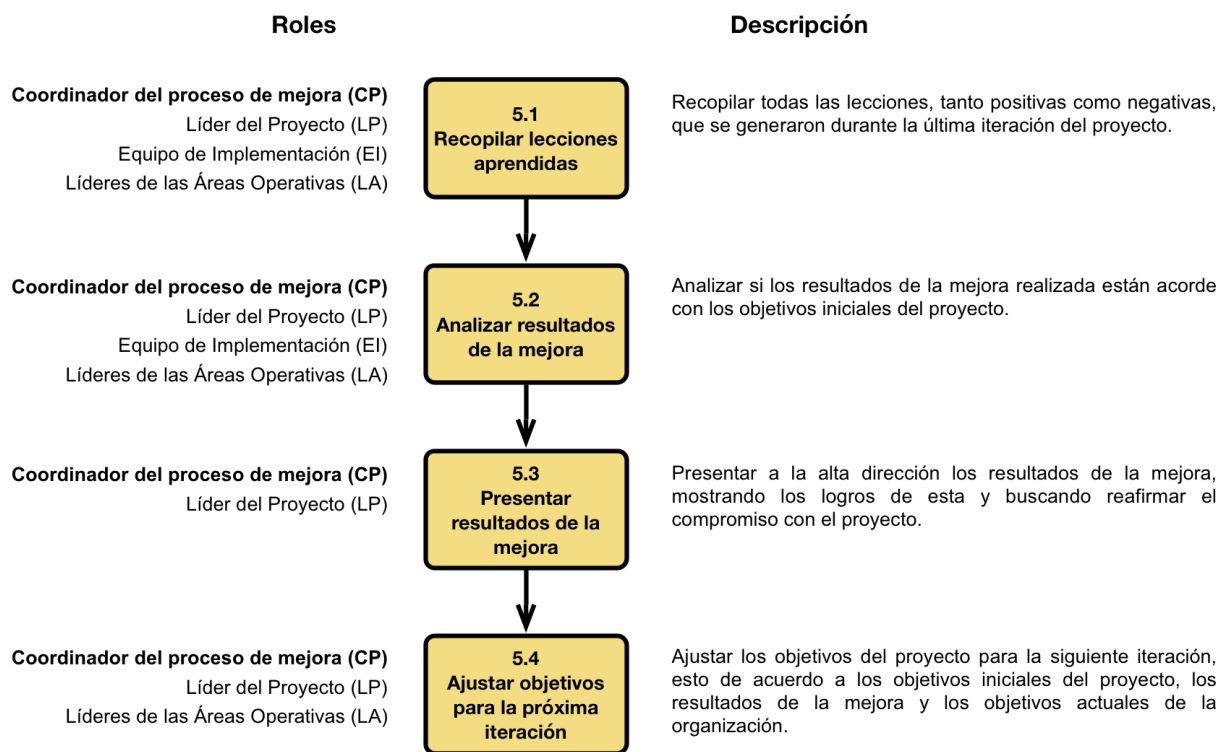 Roles
Descripción
Coordinador del proceso de mejora (CP)
Líder del Proyecto (LP)
Equipo de Implementación (EI)
Líderes de las Áreas Operativas (LA)
5.1
Recopilar lecciones
aprendidas
Recopilar todas las lecciones, tanto positivas como negativas,
que se generaron durante la última iteración del proyecto.
Coordinador del proceso de mejora (CP)
Líder del Proyecto (LP)
Equipo de Implementación (EI)
Líderes de las Áreas Operativas (LA)
5.2
Analizar resultados
de la mejora
Analizar si los resultados de la mejora realizada están acorde
con los objetivos iniciales del proyecto.
Coordinador del proceso de mejora (CP)
Líder del Proyecto (LP)
5.3
Presentar
resultados de la
mejora
Presentar a la alta dirección los resultados de la mejora,
mostrando los logros de esta y buscando reafirmar el
compromiso con el proyecto.
Coordinador del proceso de mejora (CP)
Líder del Proyecto (LP)
Líderes de las Áreas Operativas (LA)
5.4
Ajustar objetivos
para la próxima
iteración
Ajustar los objetivos del proyecto para la siguiente iteración,
esto de acuerdo a los objetivos iniciales del proyecto, los
resultados de la mejora y los objetivos actuales de la
organización.